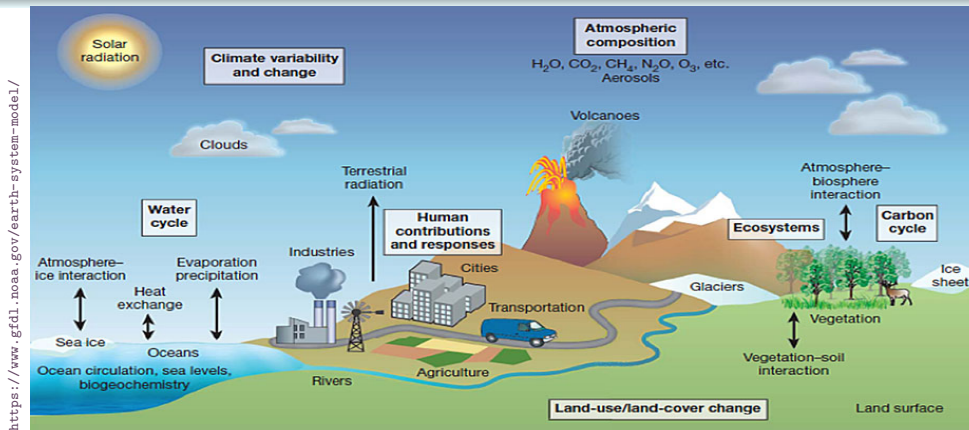 https://www.gfdl.noaa.gov/earth-system-model/
Solar
radiation
Climate variability
and change
Atmospheric
composition
H₂O, CO₂, CH₄, N₂O, O₃, etc.
Aerosols
Clouds
Volcanoes
Terrestrial
radiation
Atmosphere–
biosphere
interaction
Water
cycle
Human
contributions
and responses
Ecosystems
Carbon
cycle
Industries
Cities
Atmosphere–
ice interaction
Evaporation
precipitation
Heat
exchange
Glaciers
Ice
sheet
Transportation
Vegetation
Sea ice
Oceans
Ocean circulation, sea levels,
biogeochemistry
Rivers
Agriculture
Vegetation–soil
interaction
Land-use/land-cover change
Land surface